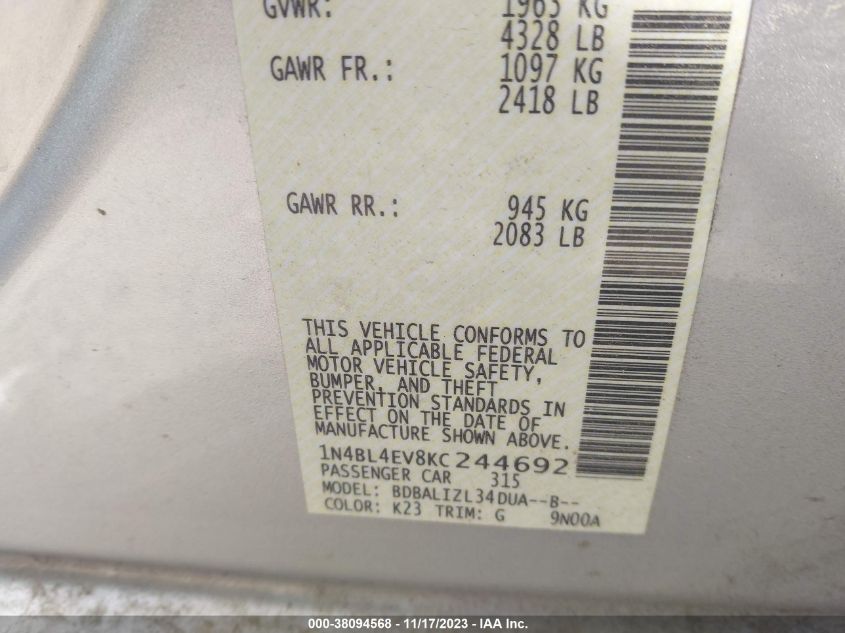 GVWR: 1963 KG
4328 LB
GAWR FR.: 1097 KG
2418 LB
GAWR RR.: 945 KG
2083 LB
THIS VEHICLE CONFORMS TO
ALL APPLICABLE FEDERAL
MOTOR VEHICLE SAFETY,
BUMPER, AND THEFT
PREVENTION STANDARDS IN
EFFECT ON THE DATE OF
MANUFACTURE SHOWN ABOVE.
1N4BL4EV8KC244692
PASSENGER CAR 315
MODEL: BDBALIZL34DUA--B--
COLOR: K23 TRIM: G 9N00A
000-38094568 - 11/17/2023 - IAA Inc.